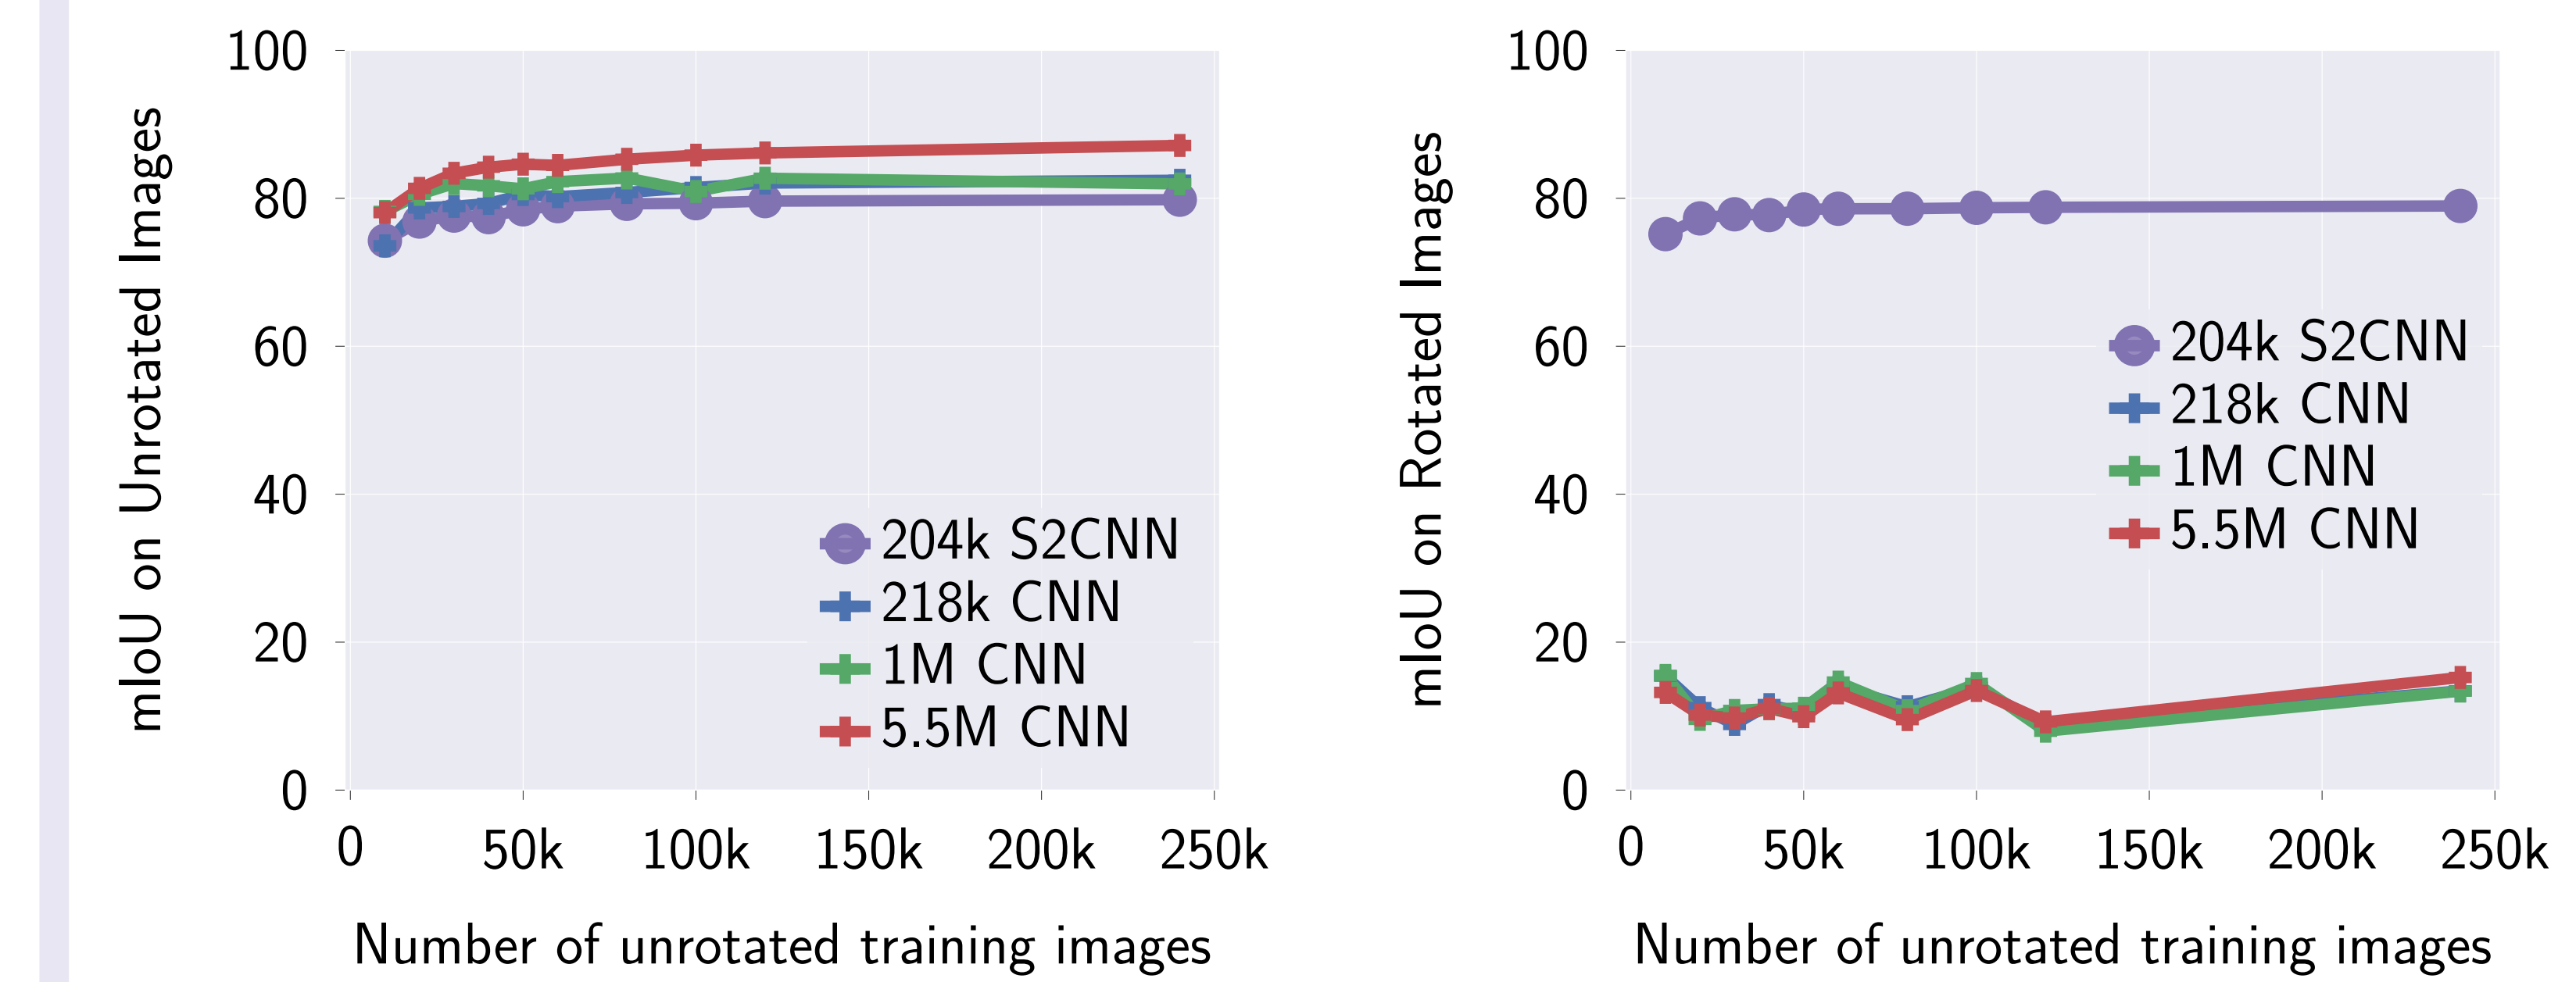 mIoU on Unrotated Images
100
80
60
40
20
0
204k S2CNN
218k CNN
1M CNN
5.5M CNN
0 50k 100k 150k 200k 250k
Number of unrotated training images
mIoU on Rotated Images
100
80
60
40
20
0
204k S2CNN
218k CNN
1M CNN
5.5M CNN
0 50k 100k 150k 200k 250k
Number of unrotated training images